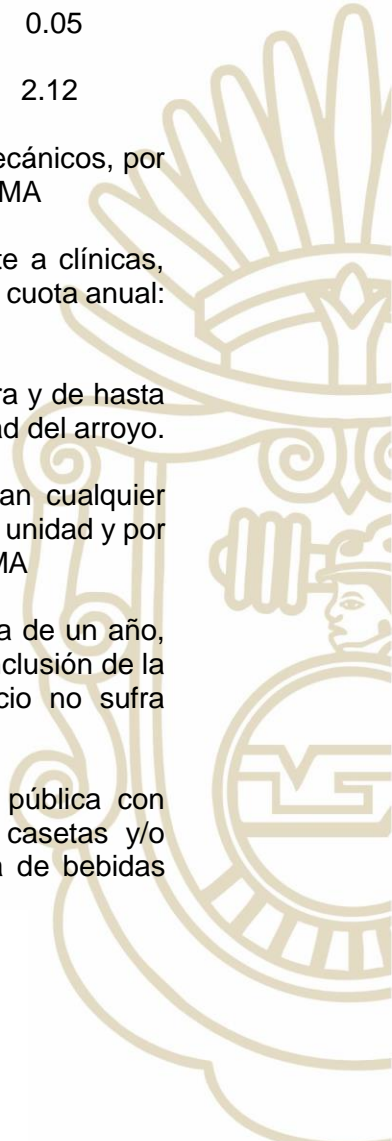 0.05
2.12
ecánicos, por
MA
te a clínicas,
cuota anual:
ra y de hasta
ad del arroyo.
an cualquier
unidad y por
MA
a de un año,
nclusión de la
cio no sufra
pública con
casetas y/o
a de bebidas